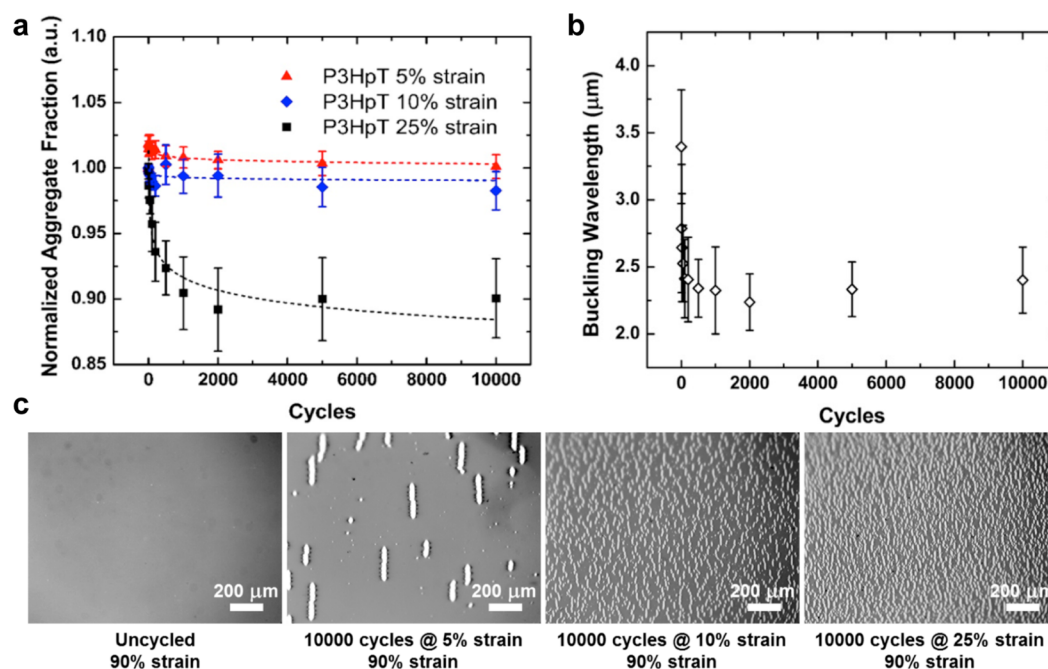 a
Normalized Aggregate Fraction (a.u.)
1.10
1.05
1.00
0.95
0.90
0.85
P3HpT 5% strain
P3HpT 10% strain
P3HpT 25% strain
0 2000 4000 6000 8000 10000
Cycles
b
Buckling Wavelength (μm)
4.0
3.5
3.0
2.5
2.0
0 2000 4000 6000 8000 10000
Cycles
c
200 μm
200 μm
200 μm
200 μm
Uncycled
90% strain
10000 cycles @ 5% strain
90% strain
10000 cycles @ 10% strain
90% strain
10000 cycles @ 25% strain
90% strain